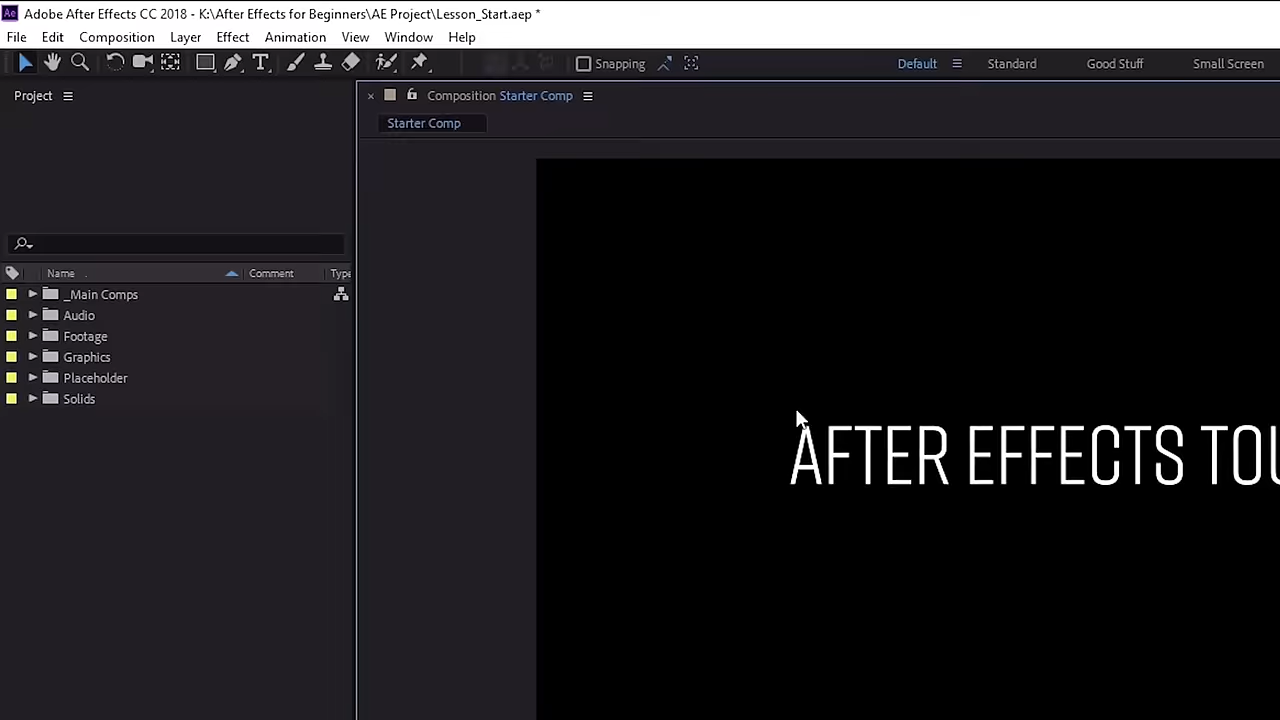 Adobe After Effects CC 2018 - K:\After Effects for Beginners\AE Project\Lesson_Start.aep *
File Edit Composition Layer Effect Animation View Window Help
Snapping Default Standard Good Stuff Small Screen
Project
Composition Starter Comp
Starter Comp
Name Comment Type
_Main Comps
Audio
Footage
Graphics
Placeholder
Solids
AFTER EFFECTS TOU